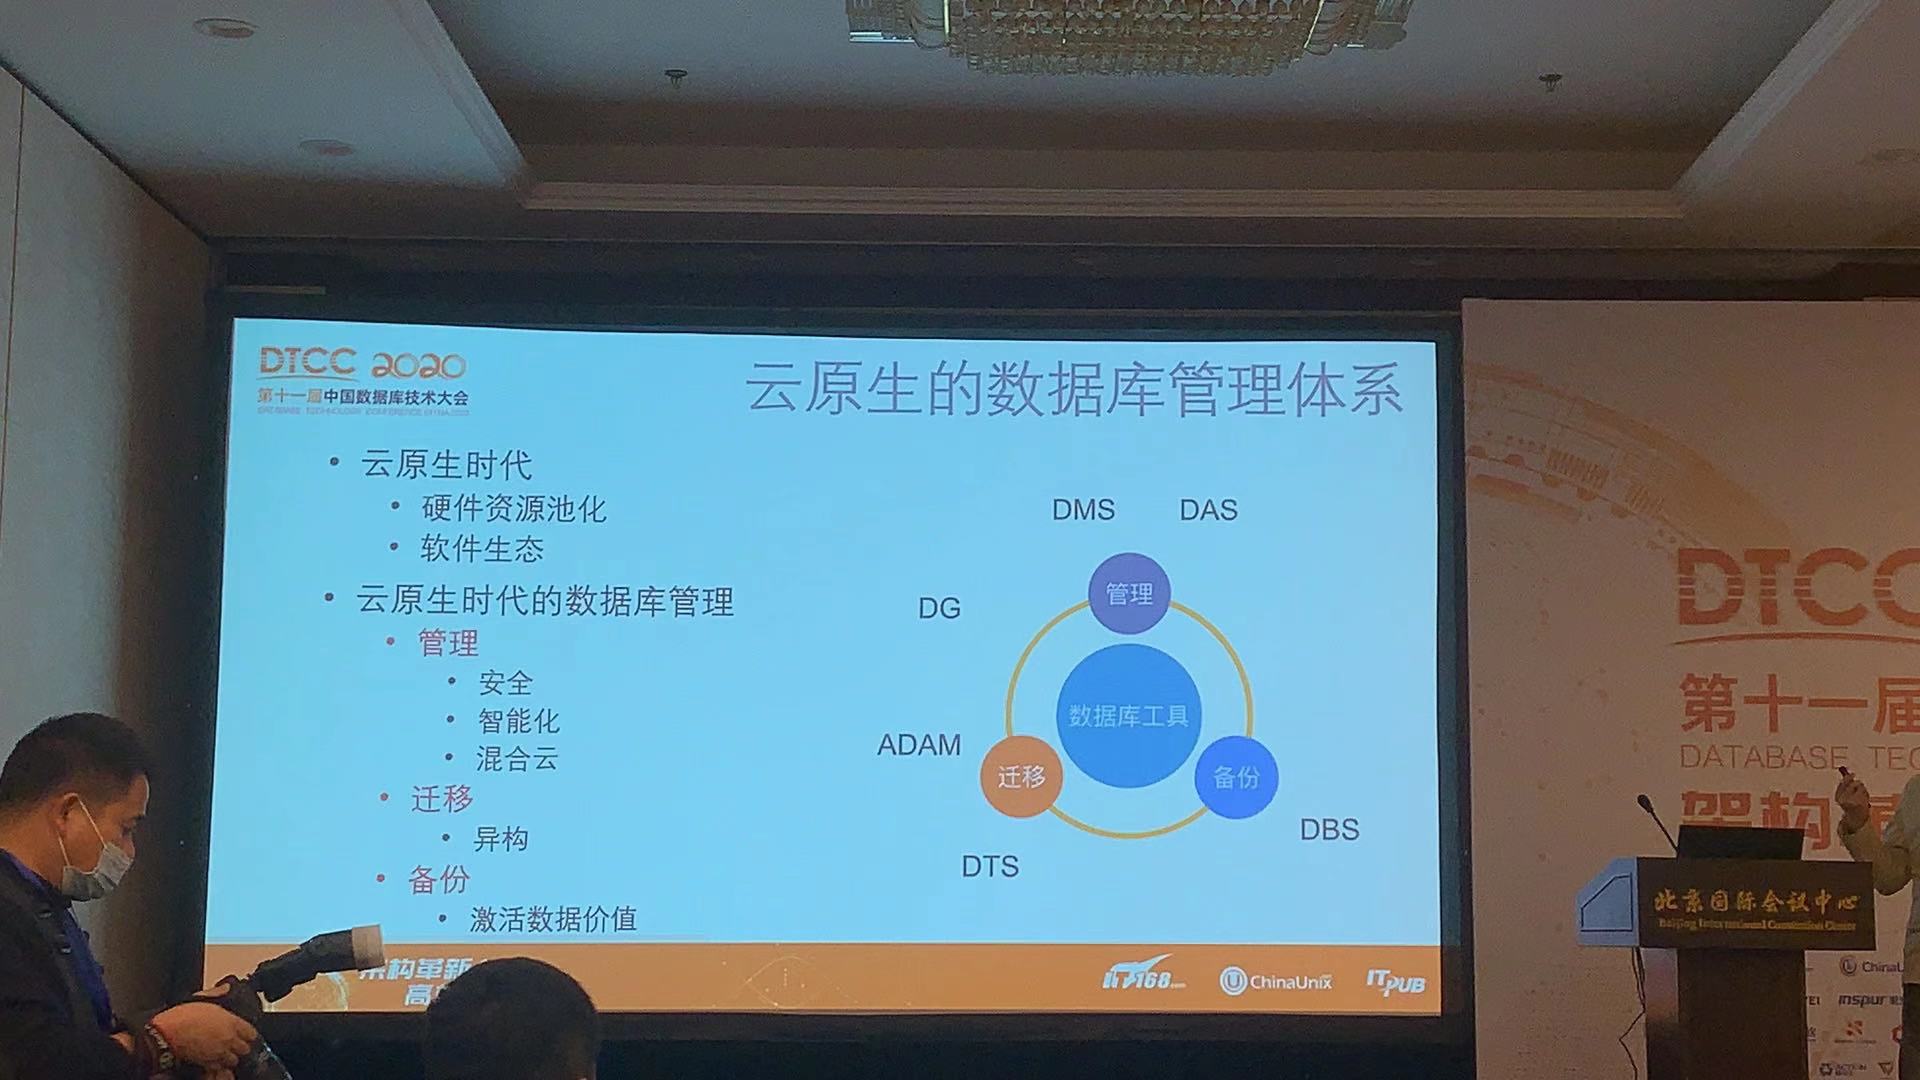 DTCC 2020
第十一届中国数据库技术大会
DATABASE TECHNOLOGY CONFERENCE CHINA 2020
云原生的数据库管理体系
• 云原生时代
• 硬件资源池化
• 软件生态
• 云原生时代的数据库管理
• 管理
• 安全
• 智能化
• 混合云
• 迁移
• 异构
• 备份
• 激活数据价值
DMS DAS
管理
DG
数据库工具
ADAM
迁移
备份
DBS
DTS
构革新
高
IT168.com
ChinaUnix
ITPUB
DTCC
第十一届
DATABASE TEC
架构革
北京国际会议中心
Beijing International Convention Center
ChinaU
inspur
ACTION